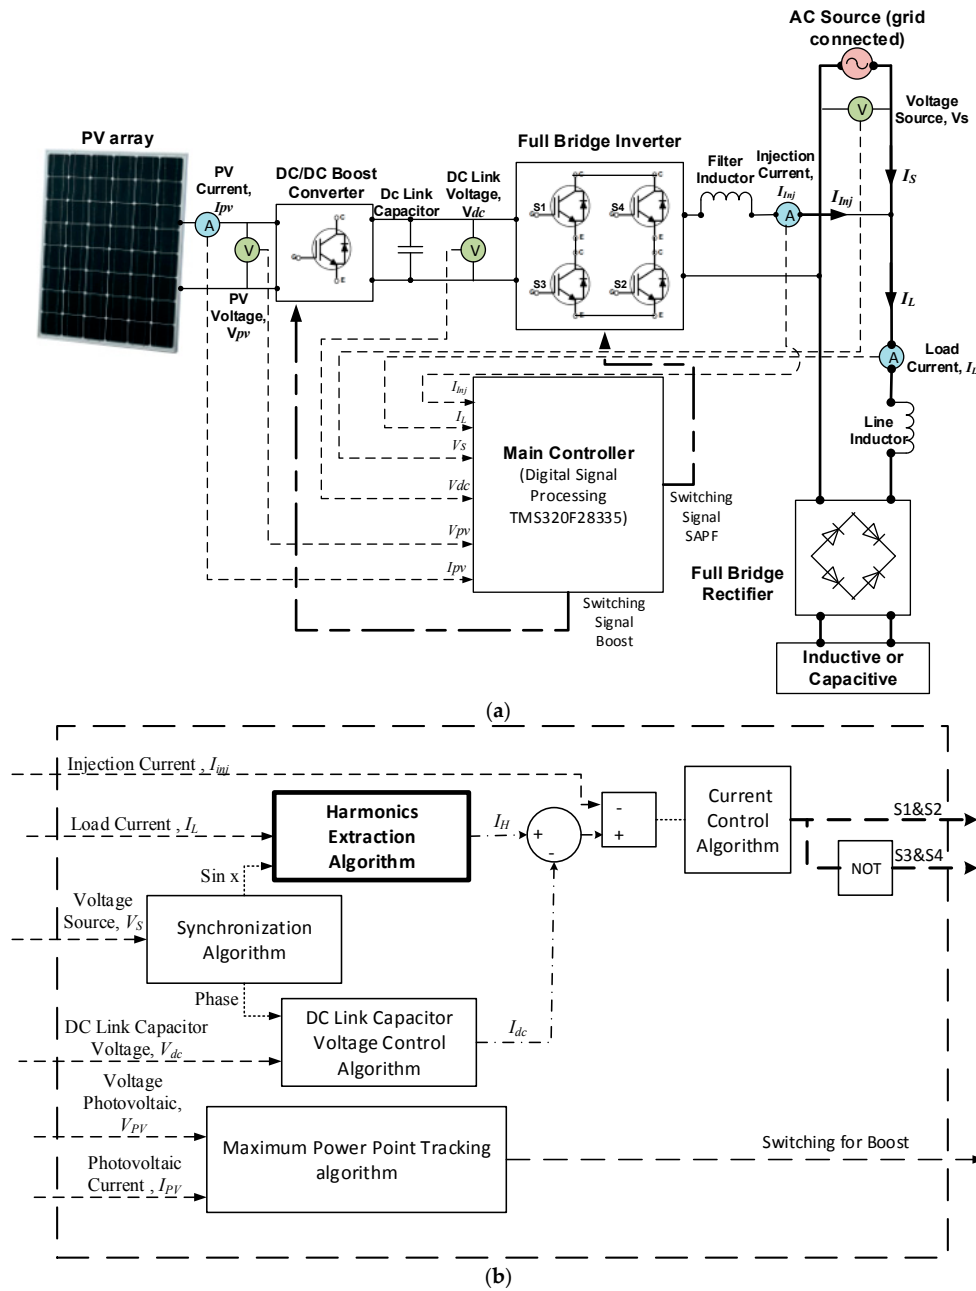 AC Source (grid
connected)
Voltage
Source, Vs
V
PV array
PV
Current,
Ipv
A
V
PV
Voltage,
Vpv
DC/DC Boost
Converter
C
E
Dc Link
Capacitor
DC Link
Voltage,
Vdc
V
Full Bridge Inverter
S1
S4
S3
S2
C
C
E
E
C
C
E
E
Filter
Inductor
Injection
Current,
IInj
A
IInj
IS
IL
A
Load
Current, IL
Line
Inductor
IInj
IL
Vs
Vdc
Vpv
Ipv
Main Controller
(Digital Signal
Processing
TMS320F28335)
Switching
Signal
SAPF
Switching
Signal
Boost
Full Bridge
Rectifier
Inductive or
Capacitive
(a)
Injection Current , Iinj
Load Current , IL
Harmonics
Extraction
Algorithm
IH
+
-
-
+
Current
Control
Algorithm
S1&S2
S3&S4
NOT
Sin x
Voltage
Source, VS
Synchronization
Algorithm
Phase
DC Link Capacitor
Voltage, Vdc
DC Link Capacitor
Voltage Control
Algorithm
Idc
Voltage
Photovoltaic,
VPV
Photovoltaic
Current , IPV
Maximum Power Point Tracking
algorithm
Switching for Boost
(b)